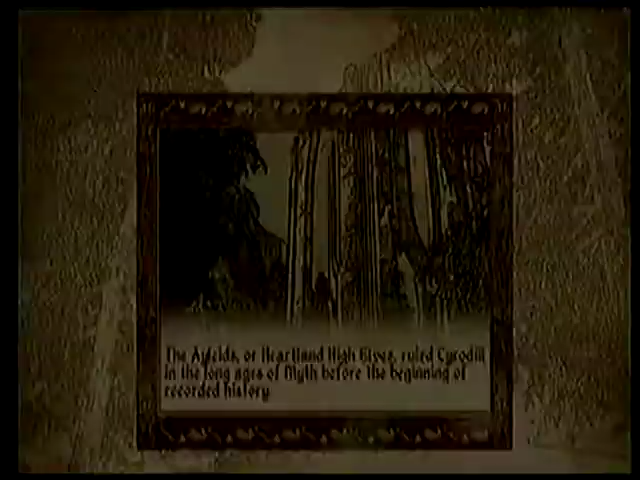 The Ayleids, or Heartland High Elves, ruled Cyrodiil
in the long ages of Myth before the beginning of
recorded history